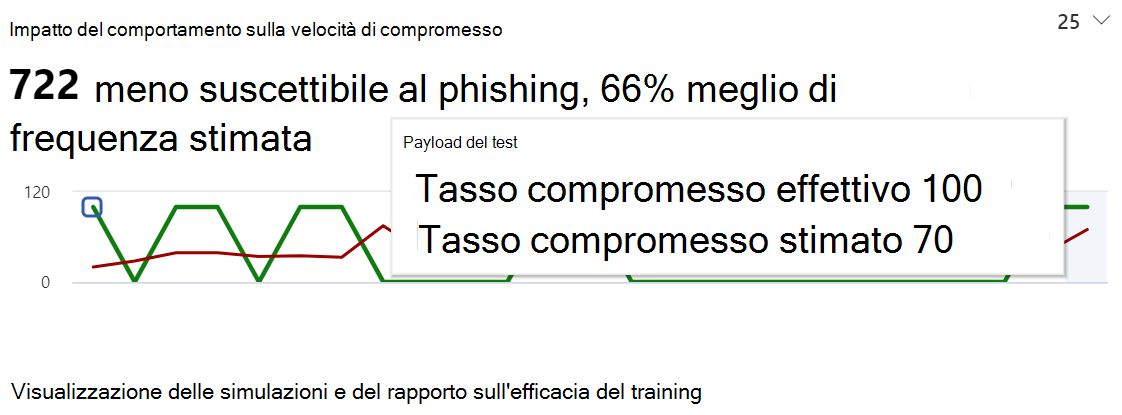 Impatto del comportamento sulla velocità di compromesso
25
722 meno suscettibile al phishing, 66% meglio di
frequenza stimata
Payload del test
Tasso compromesso effettivo 100
Tasso compromesso stimato 70
120
0
Visualizzazione delle simulazioni e del rapporto sull'efficacia del training